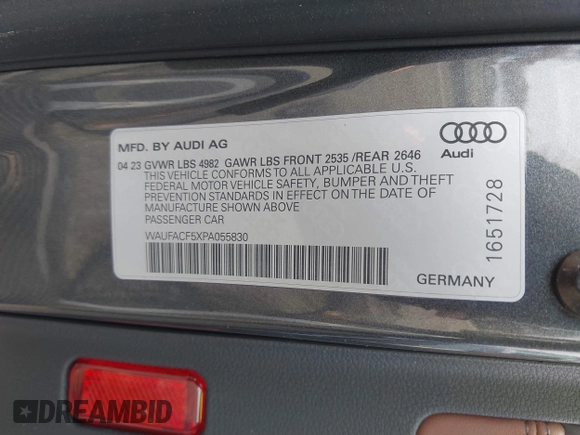 MFD. BY AUDI AG
04 23 GVWR LBS 4982 GAWR LBS FRONT 2535 /REAR 2646
THIS VEHICLE CONFORMS TO ALL APPLICABLE U.S.
FEDERAL MOTOR VEHICLE SAFETY, BUMPER AND THEFT
PREVENTION STANDARDS IN EFFECT ON THE DATE OF
MANUFACTURE SHOWN ABOVE
PASSENGER CAR
WAUFACF5XPA055830
Audi
1651728
GERMANY
DREAMBID